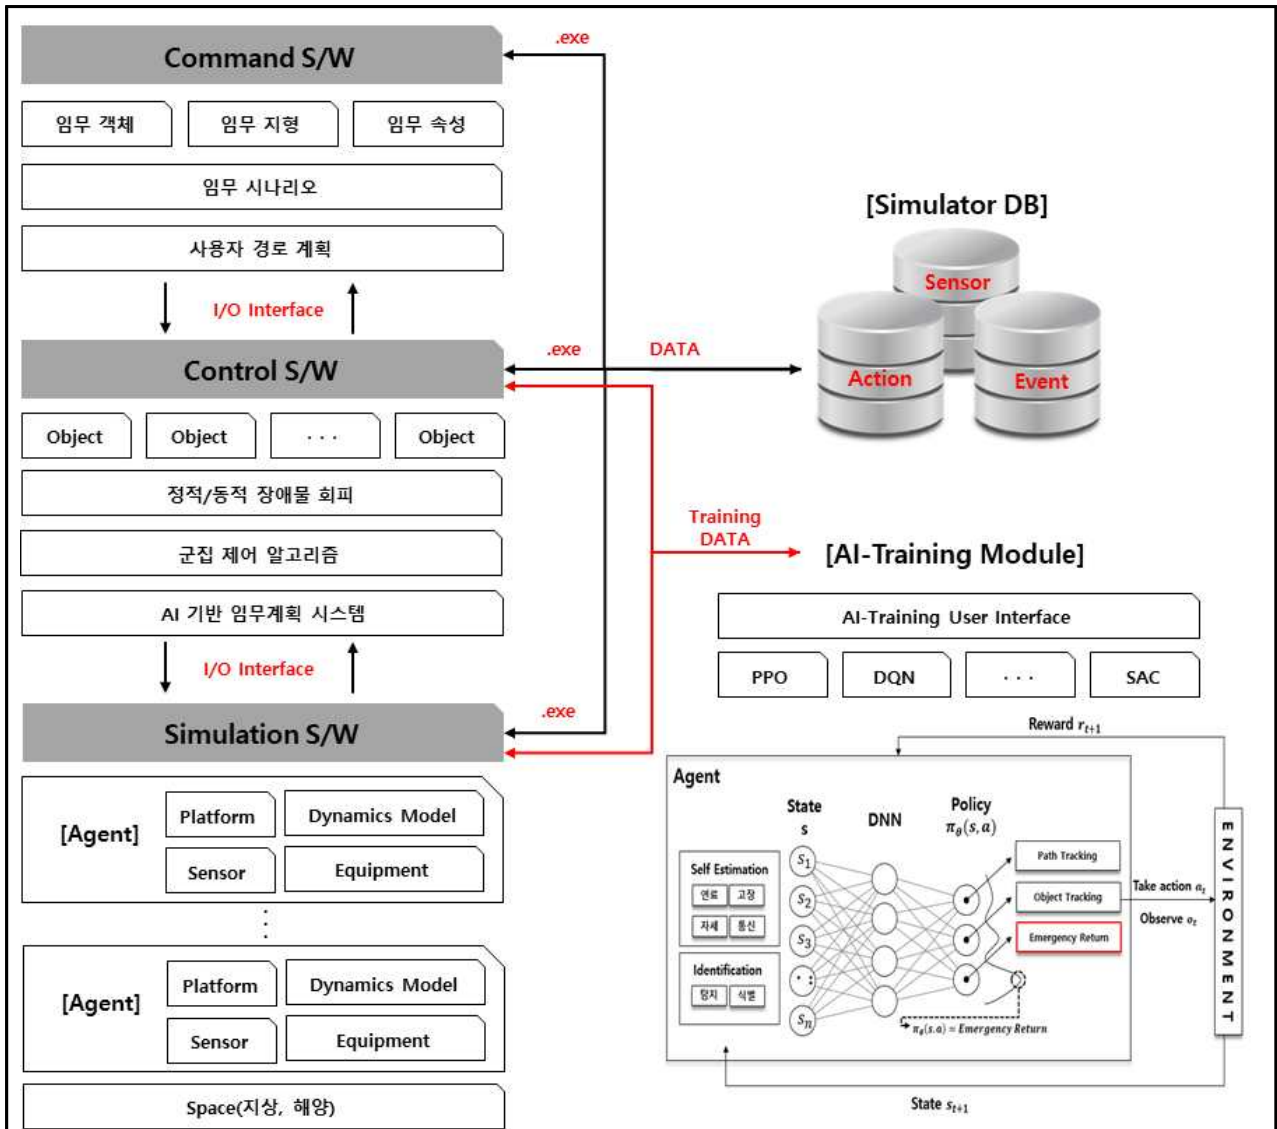 Command S/W
.exe
임무 객체
임무 지형
임무 속성
임무 시나리오
사용자 경로 계획
I/O Interface
Control S/W
.exe
DATA
[Simulator DB]
Sensor
Action
Event
Object
Object
· · ·
Object
정적/동적 장애물 회피
군집 제어 알고리즘
AI 기반 임무계획 시스템
I/O Interface
Training
DATA
[AI-Training Module]
AI-Training User Interface
PPO
DQN
· · ·
SAC
.exe
Simulation S/W
[Agent]
Platform
Dynamics Model
Sensor
Equipment
[Agent]
Platform
Dynamics Model
Sensor
Equipment
Space(지상, 해양)
Reward r_{t+1}
Agent
State
s
DNN
Policy
π_θ(s, a)
Self Estimation
연료
고장
자세
통신
Identification
탐지
식별
S_1
S_2
S_3
S_n
Path Tracking
Object Tracking
Emergency Return
π_θ(s, a) = Emergency Return
Take action a_t
Observe o_t
ENVIRONMENT
State s_{t+1}